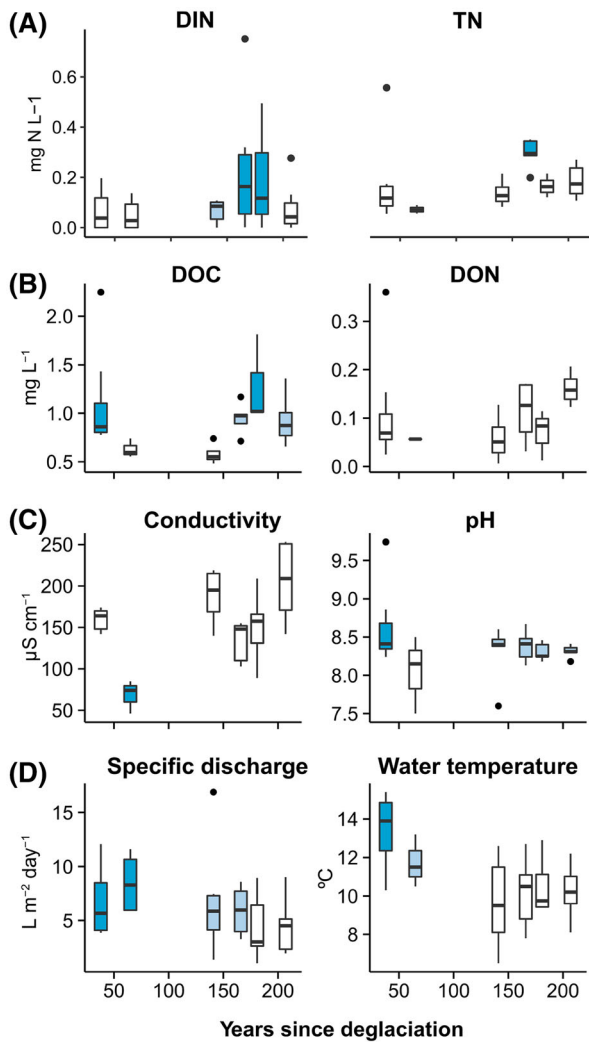 (A) DIN TN
mg N L−1
0.6
0.4
0.2
0.0
(B) DOC DON
mg L⁻¹
2.0
1.5
1.0
0.5
0.3
0.2
0.1
0.0
(C) Conductivity pH
µS cm⁻¹
250
200
150
100
50
9.5
9.0
8.5
8.0
7.5
(D) Specific discharge Water temperature
L m⁻² day⁻¹
15
10
5
ºC
14
12
10
8
50 100 150 200 50 100 150 200
Years since deglaciation